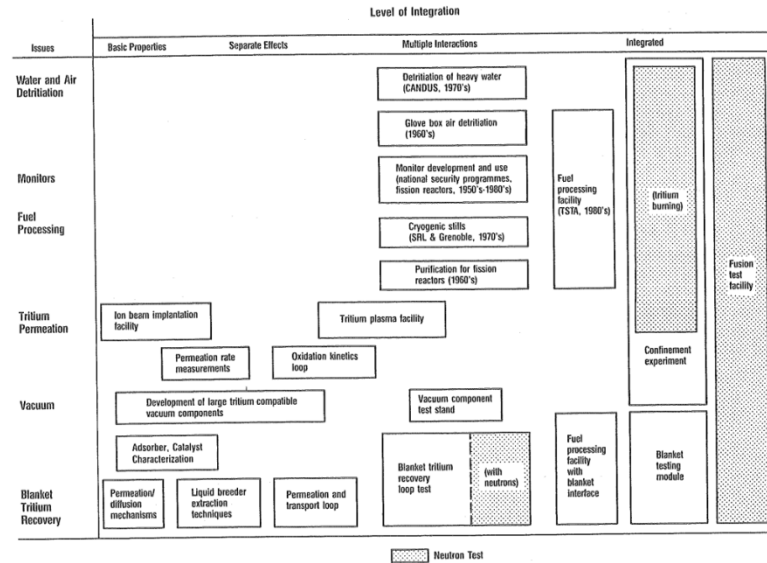 Level of Integration
Issues
Basic Properties
Separate Effects
Multiple Interactions
Integrated
Water and Air
Detritiation
Detritiation of heavy water
(CANDUS, 1970's)
Glove box air detritiation
(1960's)
Monitors
Monitor development and use
(national security programmes,
fission reactors, 1950's-1980's)
Fuel
processing
facility
(TSTA, 1980's)
(tritium
burning)
Fuel
Processing
Cryogenic stills
(SRL & Grenoble, 1970's)
Purification for fission
reactors (1960's)
Fusion
test
facility
Tritium
Permeation
Ion beam implantation
facility
Tritium plasma facility
Permeation rate
measurements
Oxidation kinetics
loop
Confinement
experiment
Vacuum
Development of large tritium compatible
vacuum components
Vacuum component
test stand
Adsorber, Catalyst
Characterization
Blanket tritium
recovery
loop test
(with
neutrons)
Fuel
processing
facility
with
blanket
interface
Blanket
testing
module
Blanket
Tritium
Recovery
Permeation/
diffusion
mechanisms
Liquid breeder
extraction
techniques
Permeation and
transport loop
Neutron Test